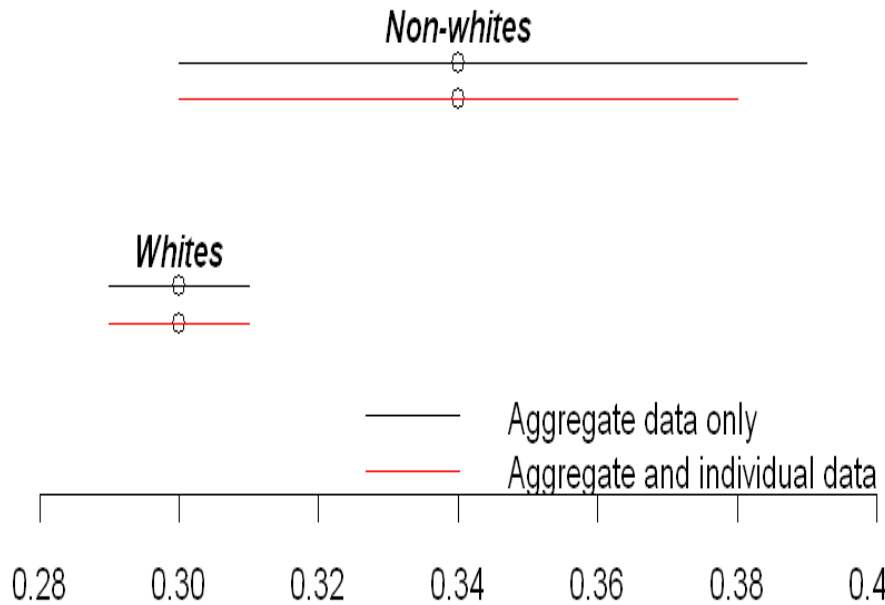 Non-whites
Whites
Aggregate data only
Aggregate and individual data
0.28 0.30 0.32 0.34 0.36 0.38 0.4